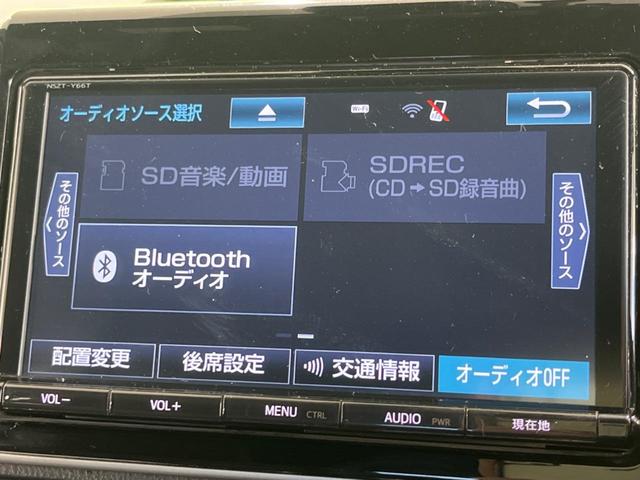 NSZT-Y66T
オーディオソース選択
Wi-Fi
その他のソース
SD音楽/動画
SDREC
(CD➔SD録音曲)
その他のソース
Bluetooth
オーディオ
配置変更
後席設定
交通情報
オーディオOFF
VOL−
VOL+
MENU CTRL
AUDIO PWR
現在地